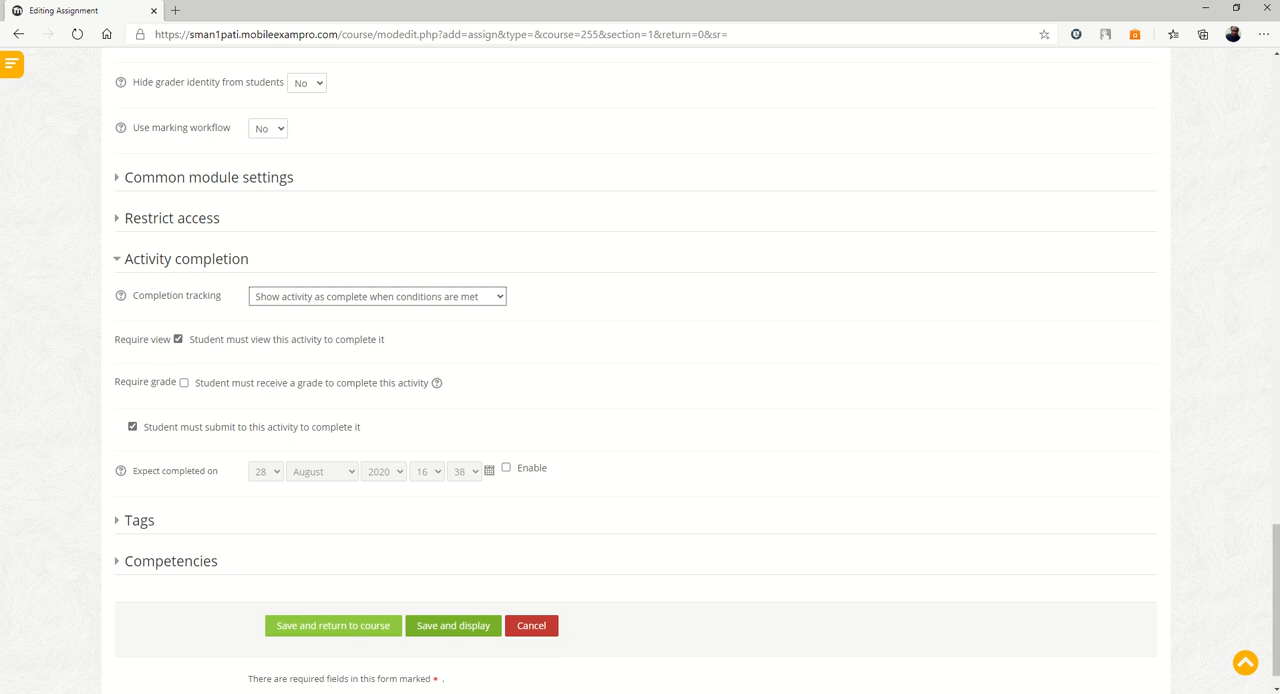 Editing Assignment
https://sman1pati.mobileexampro.com/course/modedit.php?add=assign&type=&course=255&section=1&return=0&sr=
Hide grader identity from students No
Use marking workflow No
Common module settings
Restrict access
Activity completion
Completion tracking Show activity as complete when conditions are met
Require view Student must view this activity to complete it
Require grade Student must receive a grade to complete this activity
Student must submit to this activity to complete it
Expect completed on 28 August 2020 16 38 Enable
Tags
Competencies
Save and return to course Save and display Cancel
There are required fields in this form marked * .